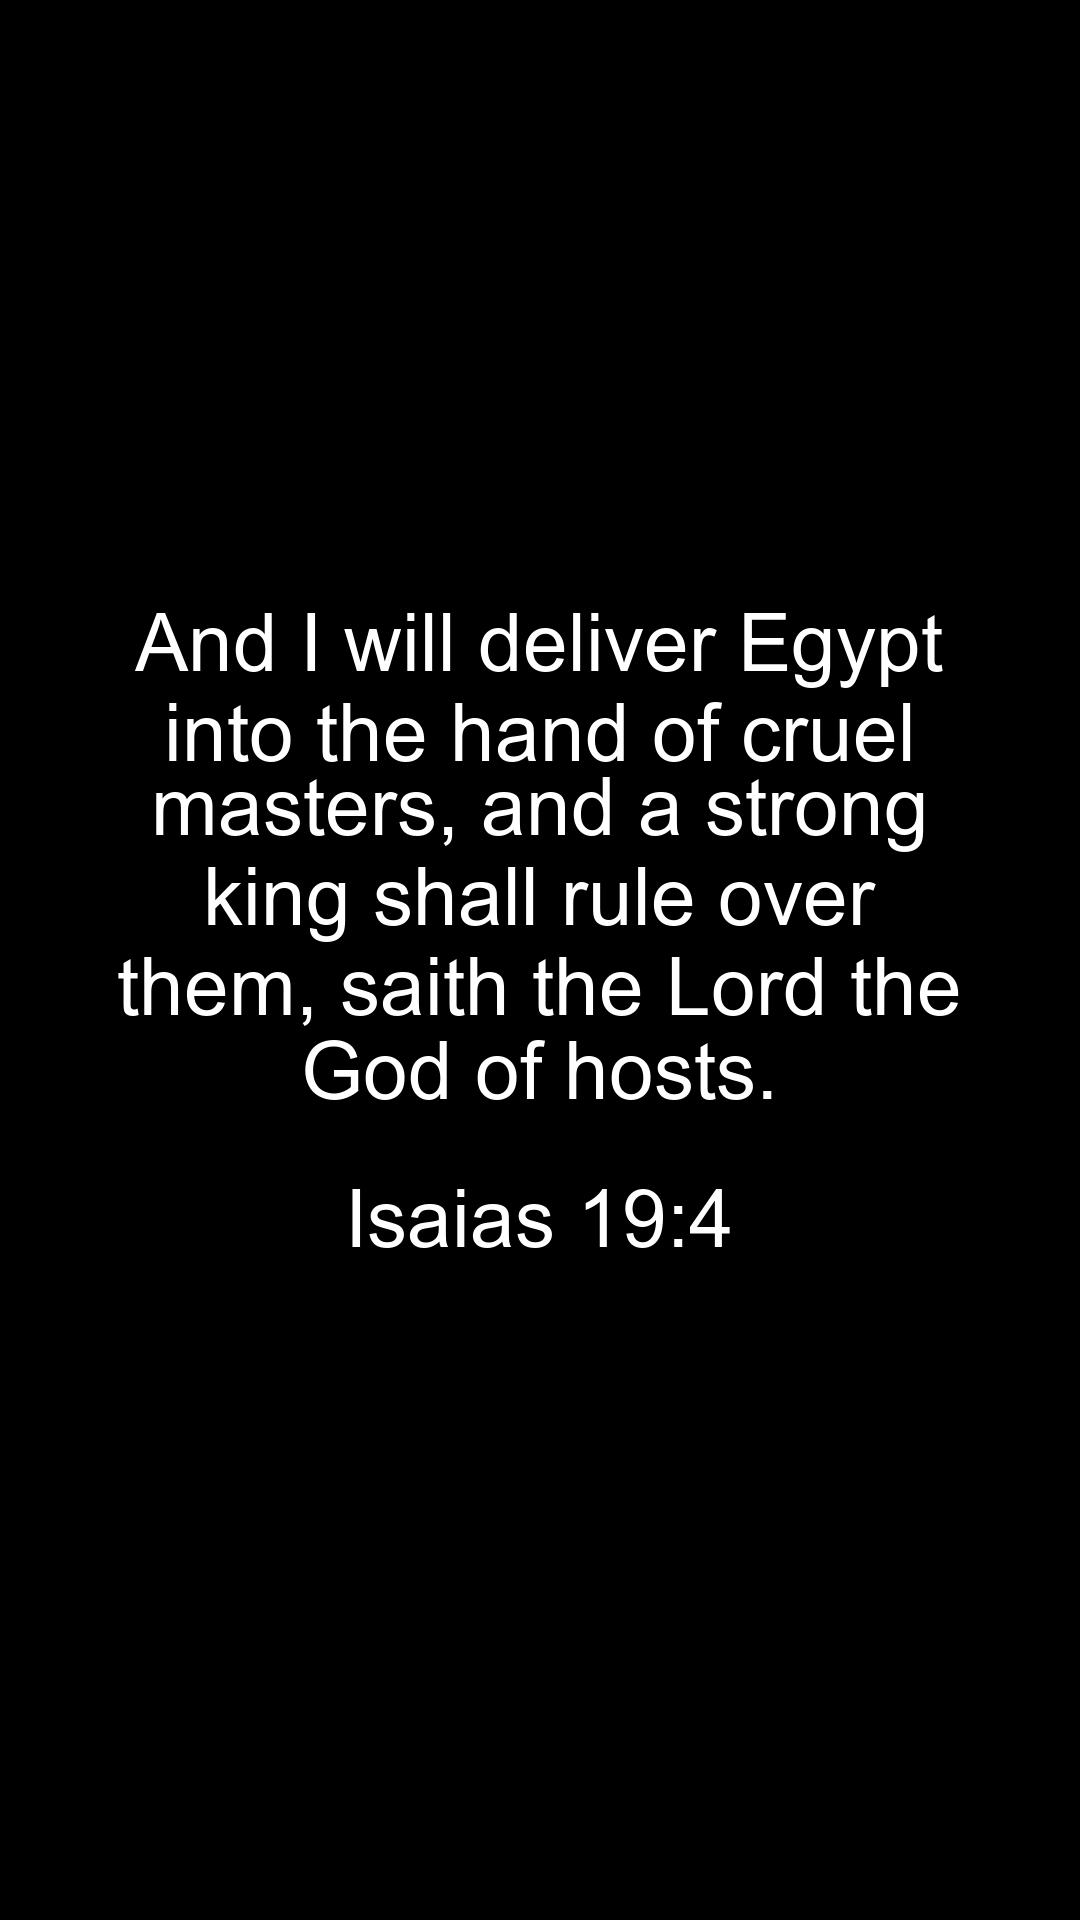 And I will deliver Egypt
into the hand of cruel
masters, and a strong
king shall rule over
them, saith the Lord the
God of hosts.
Isaias 19:4